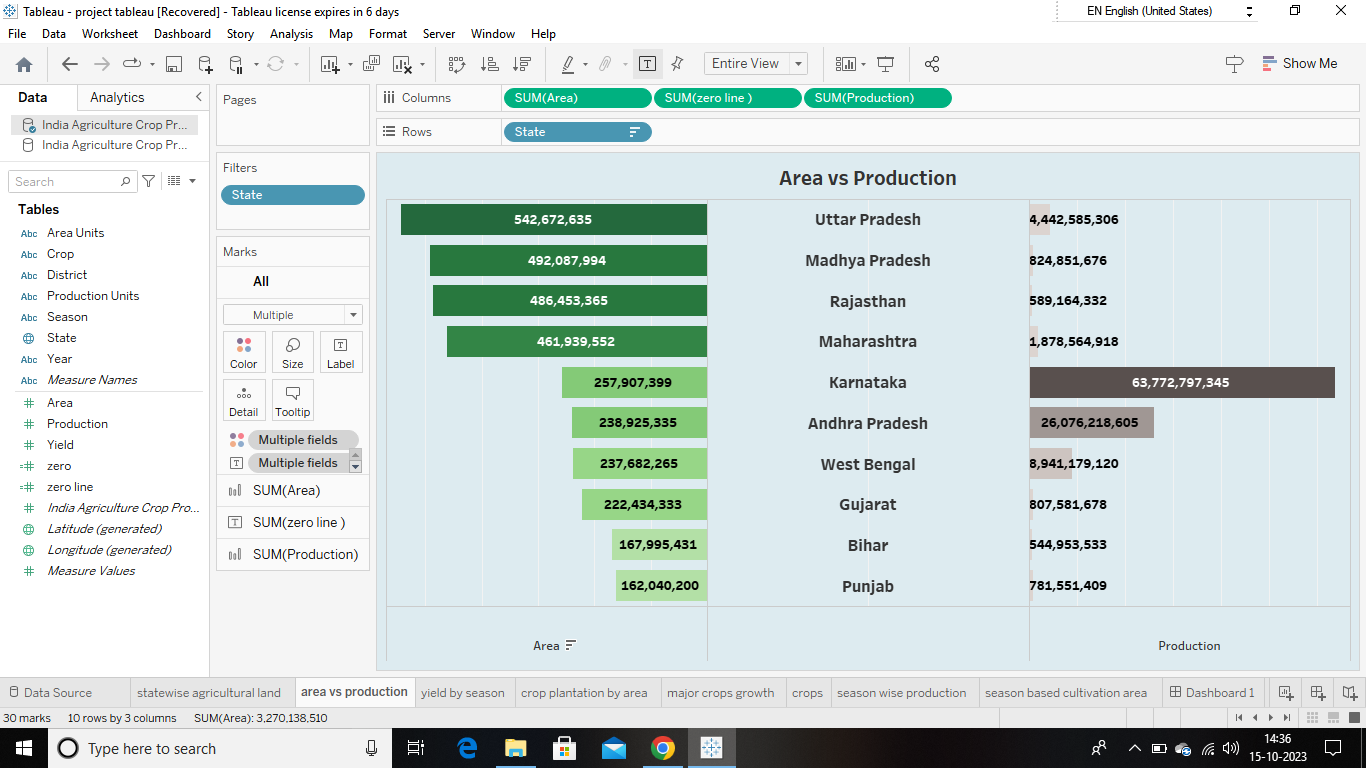 Tableau - project tableau [Recovered] - Tableau license expires in 6 days
EN English (United States)
File Data Worksheet Dashboard Story Analysis Map Format Server Window Help
Entire View
Show Me
Data Analytics
India Agriculture Crop Pr...
India Agriculture Crop Pr...
Search
Tables
Abc Area Units
Abc Crop
Abc District
Abc Production Units
Abc Season
State
Abc Year
Abc Measure Names
# Area
# Production
# Yield
=# zero
=# zero line
# India Agriculture Crop Pro...
Latitude (generated)
Longitude (generated)
# Measure Values
Pages
Filters
State
Marks
All
Multiple
Color Size Label
Detail Tooltip
Multiple fields
Multiple fields
SUM(Area)
SUM(zero line )
SUM(Production)
Columns SUM(Area) SUM(zero line ) SUM(Production)
Rows State
Area vs Production
542,672,635 Uttar Pradesh 4,442,585,306
492,087,994 Madhya Pradesh 824,851,676
486,453,365 Rajasthan 589,164,332
461,939,552 Maharashtra 1,878,564,918
257,907,399 Karnataka 63,772,797,345
238,925,335 Andhra Pradesh 26,076,218,605
237,682,265 West Bengal 8,941,179,120
222,434,333 Gujarat 807,581,678
167,995,431 Bihar 544,953,533
162,040,200 Punjab 781,551,409
Area Production
Data Source statewise agricultural land area vs production yield by season crop plantation by area major crops growth crops season wise production season based cultivation area Dashboard 1
30 marks 10 rows by 3 columns SUM(Area): 3,270,138,510
Type here to search
14:36
15-10-2023